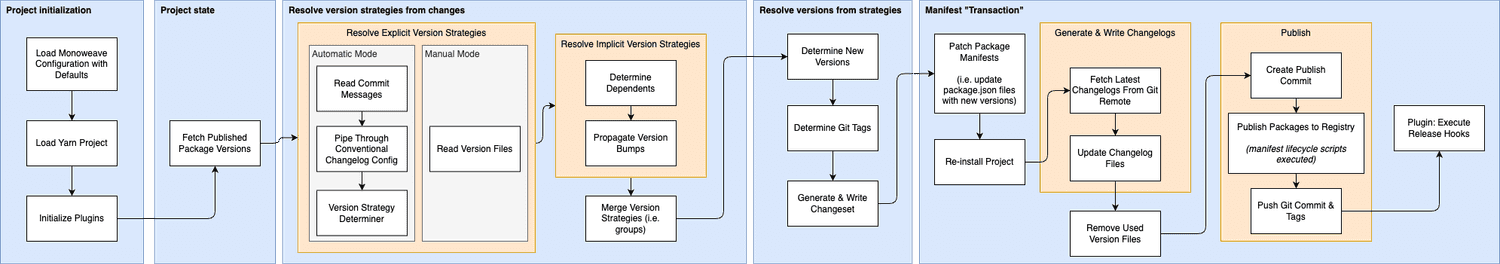 Project initialization
Load Monoweave
Configuration with
Defaults
Load Yarn Project
Initialize Plugins
Project state
Fetch Published
Package Versions
Resolve version strategies from changes
Resolve Explicit Version Strategies
Automatic Mode
Read Commit
Messages
Pipe Through
Conventional
Changelog Config
Version Strategy
Determiner
Manual Mode
Read Version Files
Resolve Implicit Version Strategies
Determine
Dependents
Propagate Version
Bumps
Merge Version
Strategies (i.e.
groups)
Resolve versions from strategies
Determine New
Versions
Determine Git Tags
Generate & Write
Changeset
Manifest "Transaction"
Patch Package
Manifests
(i.e. update
package.json files
with new versions)
Re-install Project
Generate & Write Changelogs
Fetch Latest
Changelogs From Git
Remote
Update Changelog
Files
Remove Used
Version Files
Publish
Create Publish
Commit
Publish Packages to Registry
(manifest lifecycle scripts
executed)
Push Git Commit &
Tags
Plugin: Execute
Release Hooks